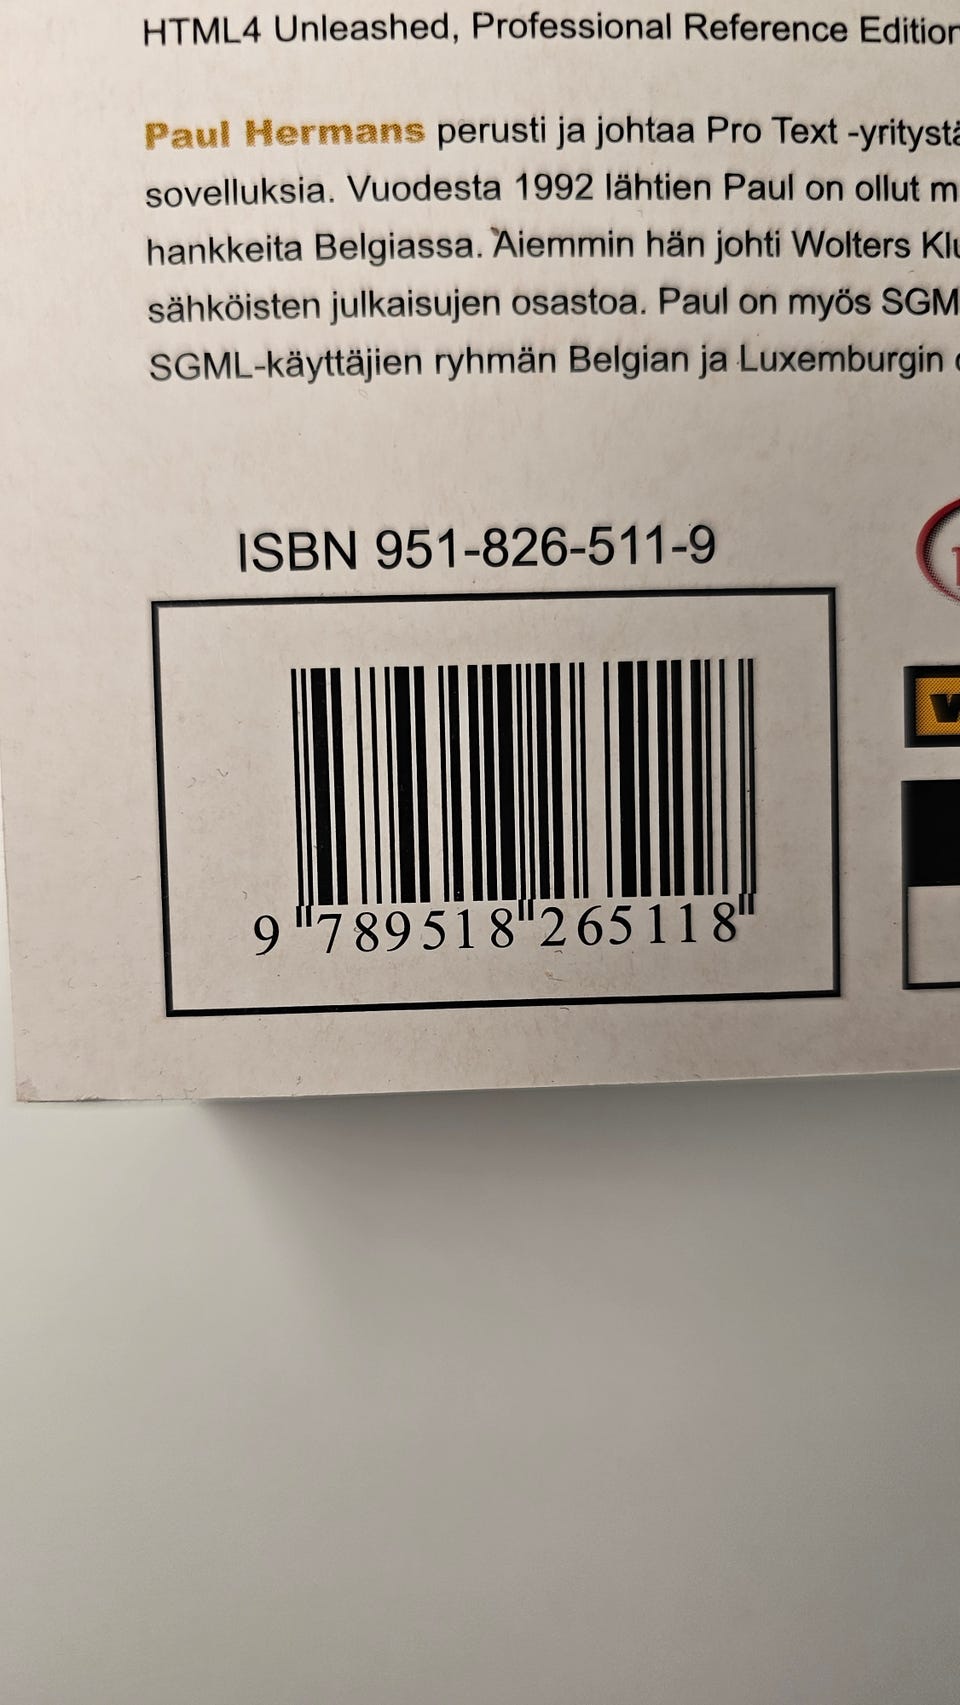 HTML4 Unleashed, Professional Reference Edition
Paul Hermans perusti ja johtaa Pro Text -yritystä
sovelluksia. Vuodesta 1992 lähtien Paul on ollut m
hankkeita Belgiassa. Aiemmin hän johti Wolters Klu
sähköisten julkaisujen osastoa. Paul on myös SGM
SGML-käyttäjien ryhmän Belgian ja Luxemburgin
ISBN 951-826-511-9
9 789518 265118